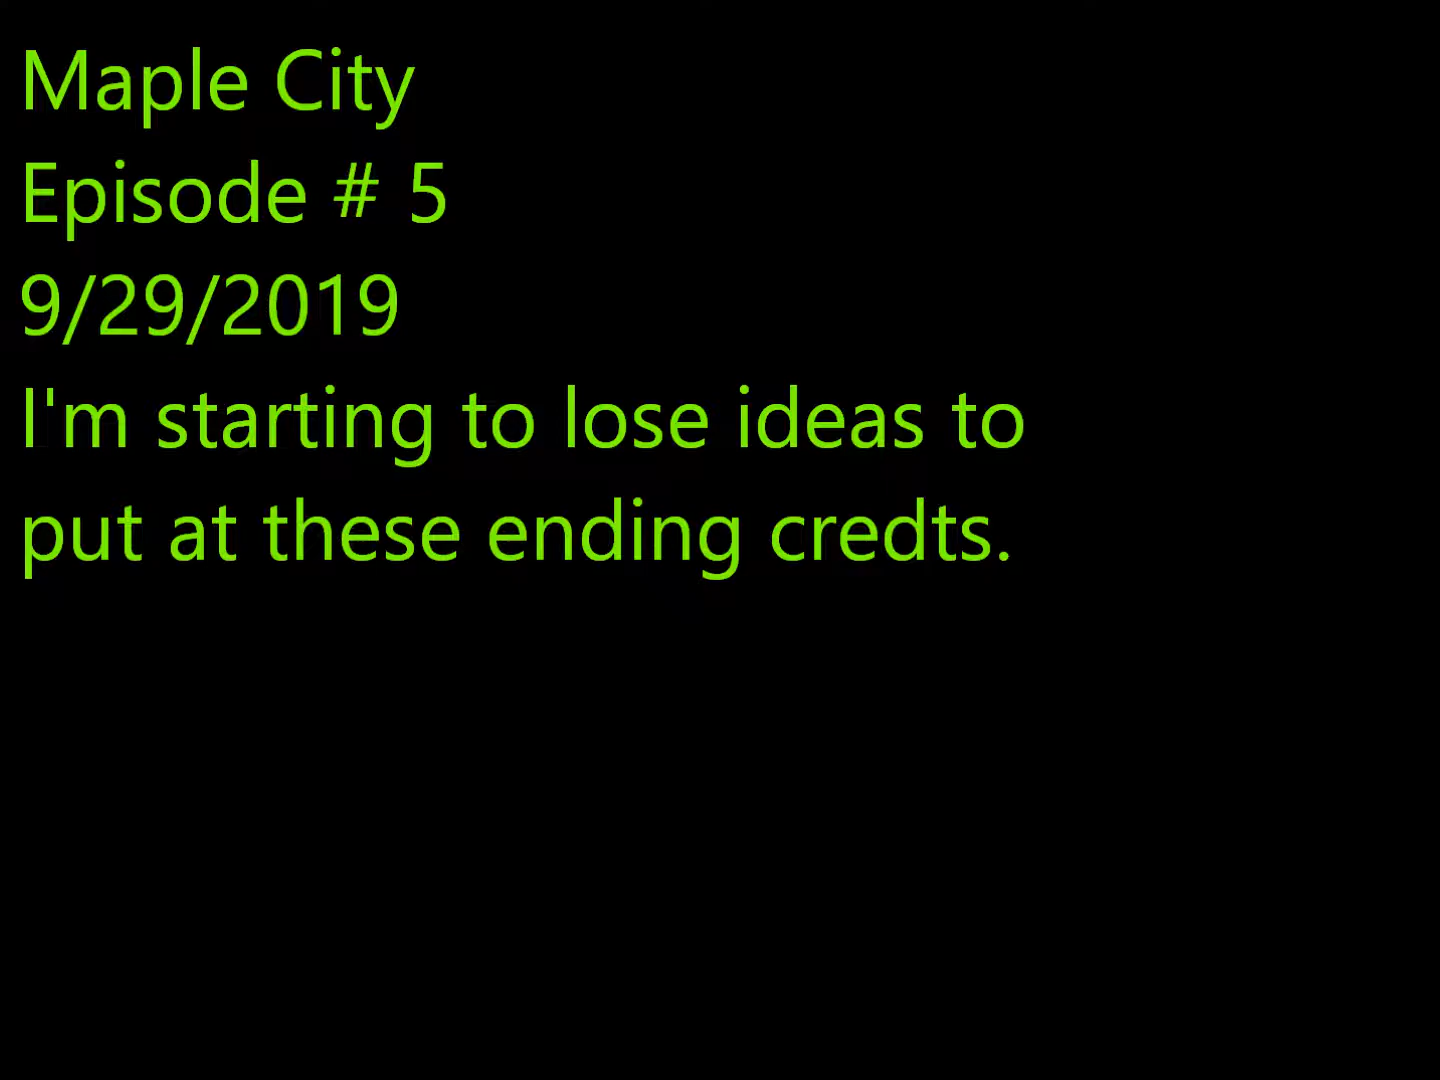 Maple City
Episode # 5
9/29/2019
I'm starting to lose ideas to
put at these ending credts.